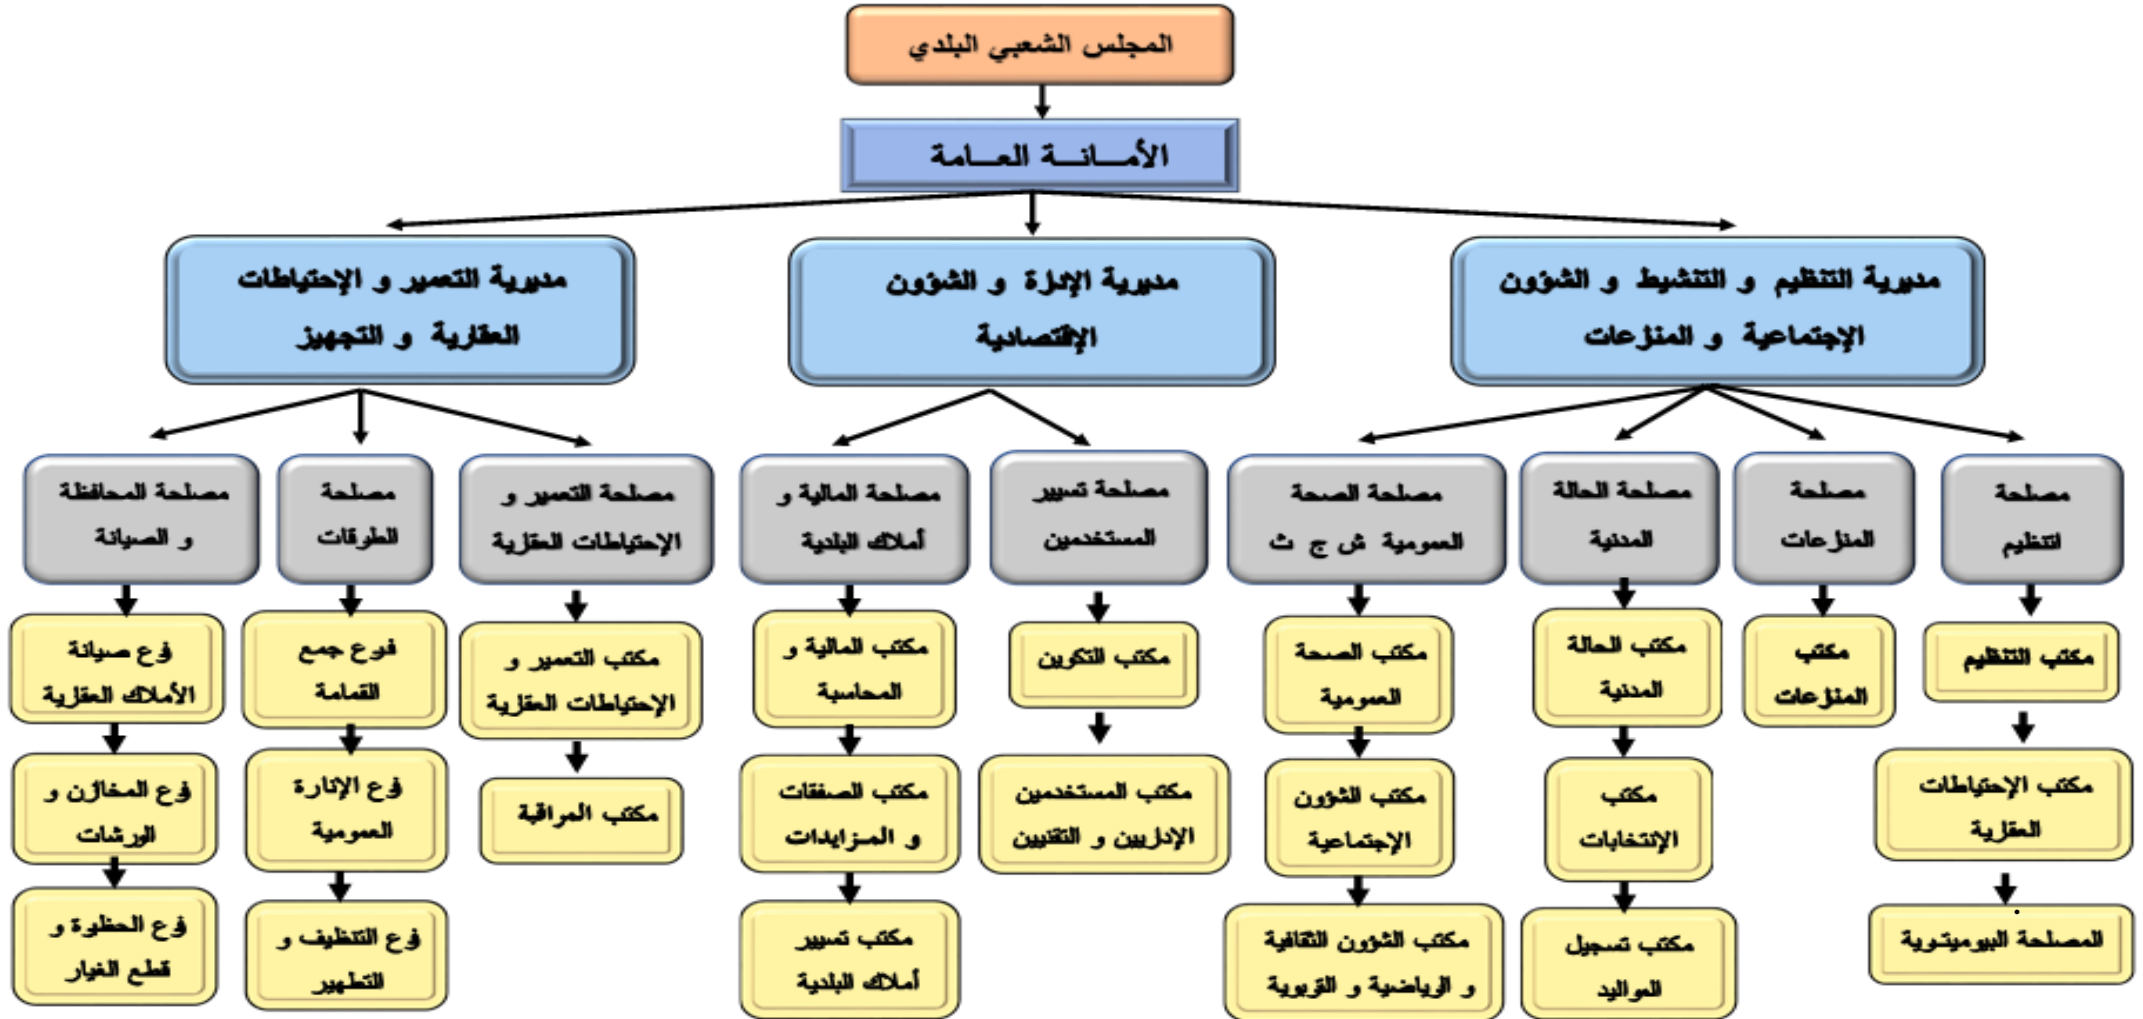 المجلس الشعبي البلدي
الأمـــانـــة العـــامة
مديرية التنظيم و التنشيط و الشؤون
الإجتماعية و المنازعات
مديرية الإدارة و الشؤون
الإقتصادية
مديرية التعمير و الإحتياطات
العقارية و التجهيز
مصلحة
التنظيم
مصلحة
المنازعات
مصلحة الحالة
المدنية
مصلحة الصحة
العمومية ش ج ث
مصلحة تسيير
المستخدمين
مصلحة المالية و
أملاك البلدية
مصلحة التعمير و
الإحتياطات العقارية
مصلحة
الطرقات
مصلحة المحافظة
و الصيانة
مكتب التنظيم
مكتب
المنازعات
مكتب الحالة
المدنية
مكتب الصحة
العمومية
مكتب التكوين
مكتب المالية و
المحاسبة
مكتب التعمير و
الإحتياطات العقارية
فرع جمع
القمامة
فرع صيانة
الأملاك العقارية
مكتب الإحتياطات
العقارية
مكتب
الإنتخابات
مكتب الشؤون
الإجتماعية
مكتب المستخدمين
الإداريين و التقنيين
مكتب الصفقات
و المـزايدات
مكتب المراقبة
فرع الإنارة
العمومية
فرع المخازن و
الورشات
المصلحة البيوميترية
مكتب تسجيل
المواليد
مكتب الشؤون الثقافية
و الرياضية و التربوية
مكتب تسيير
أملاك البلدية
فرع التنظيف و
التطهير
فرع الحظيرة و
قطع الغيار